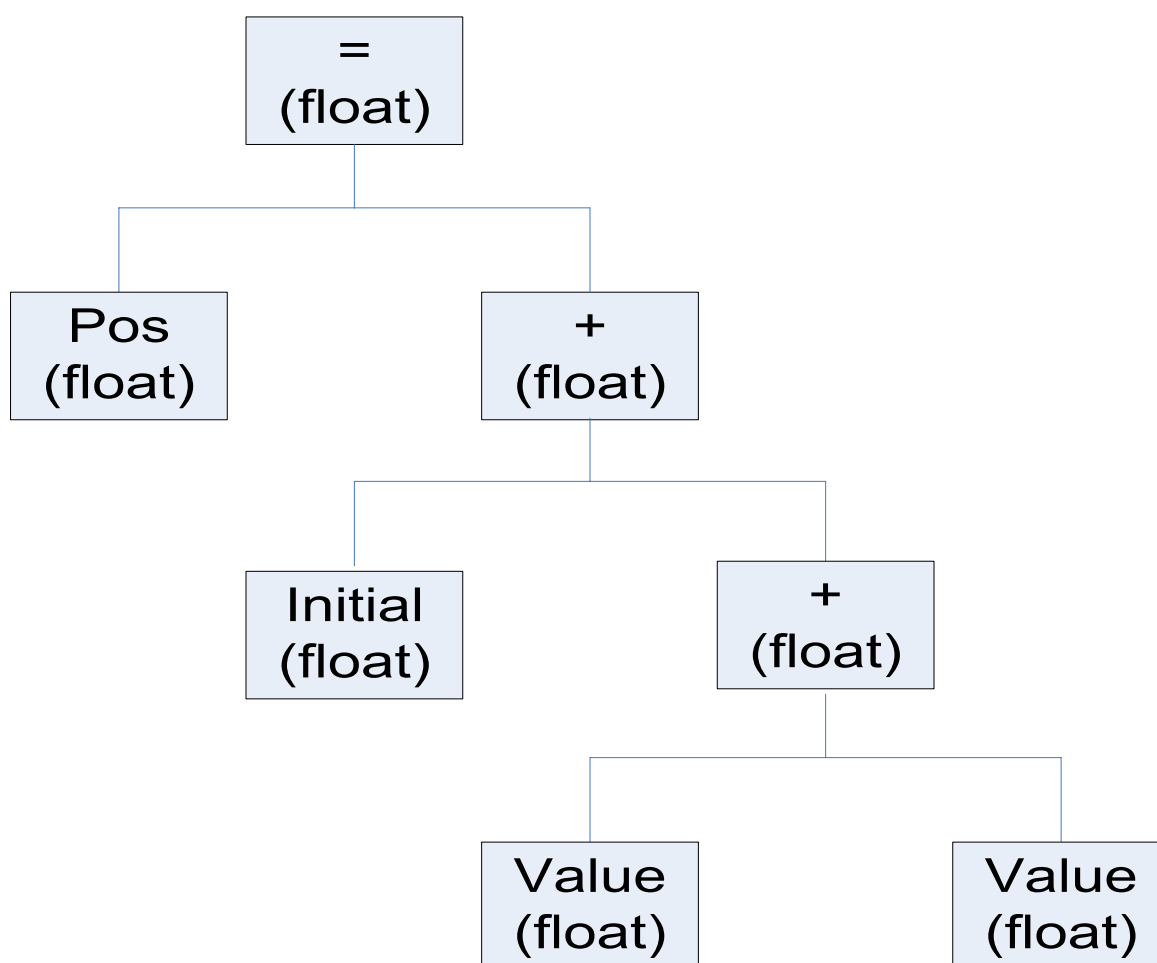 =
(float)
Pos
(float)
+
(float)
Initial
(float)
+
(float)
Value
(float)
Value
(float)